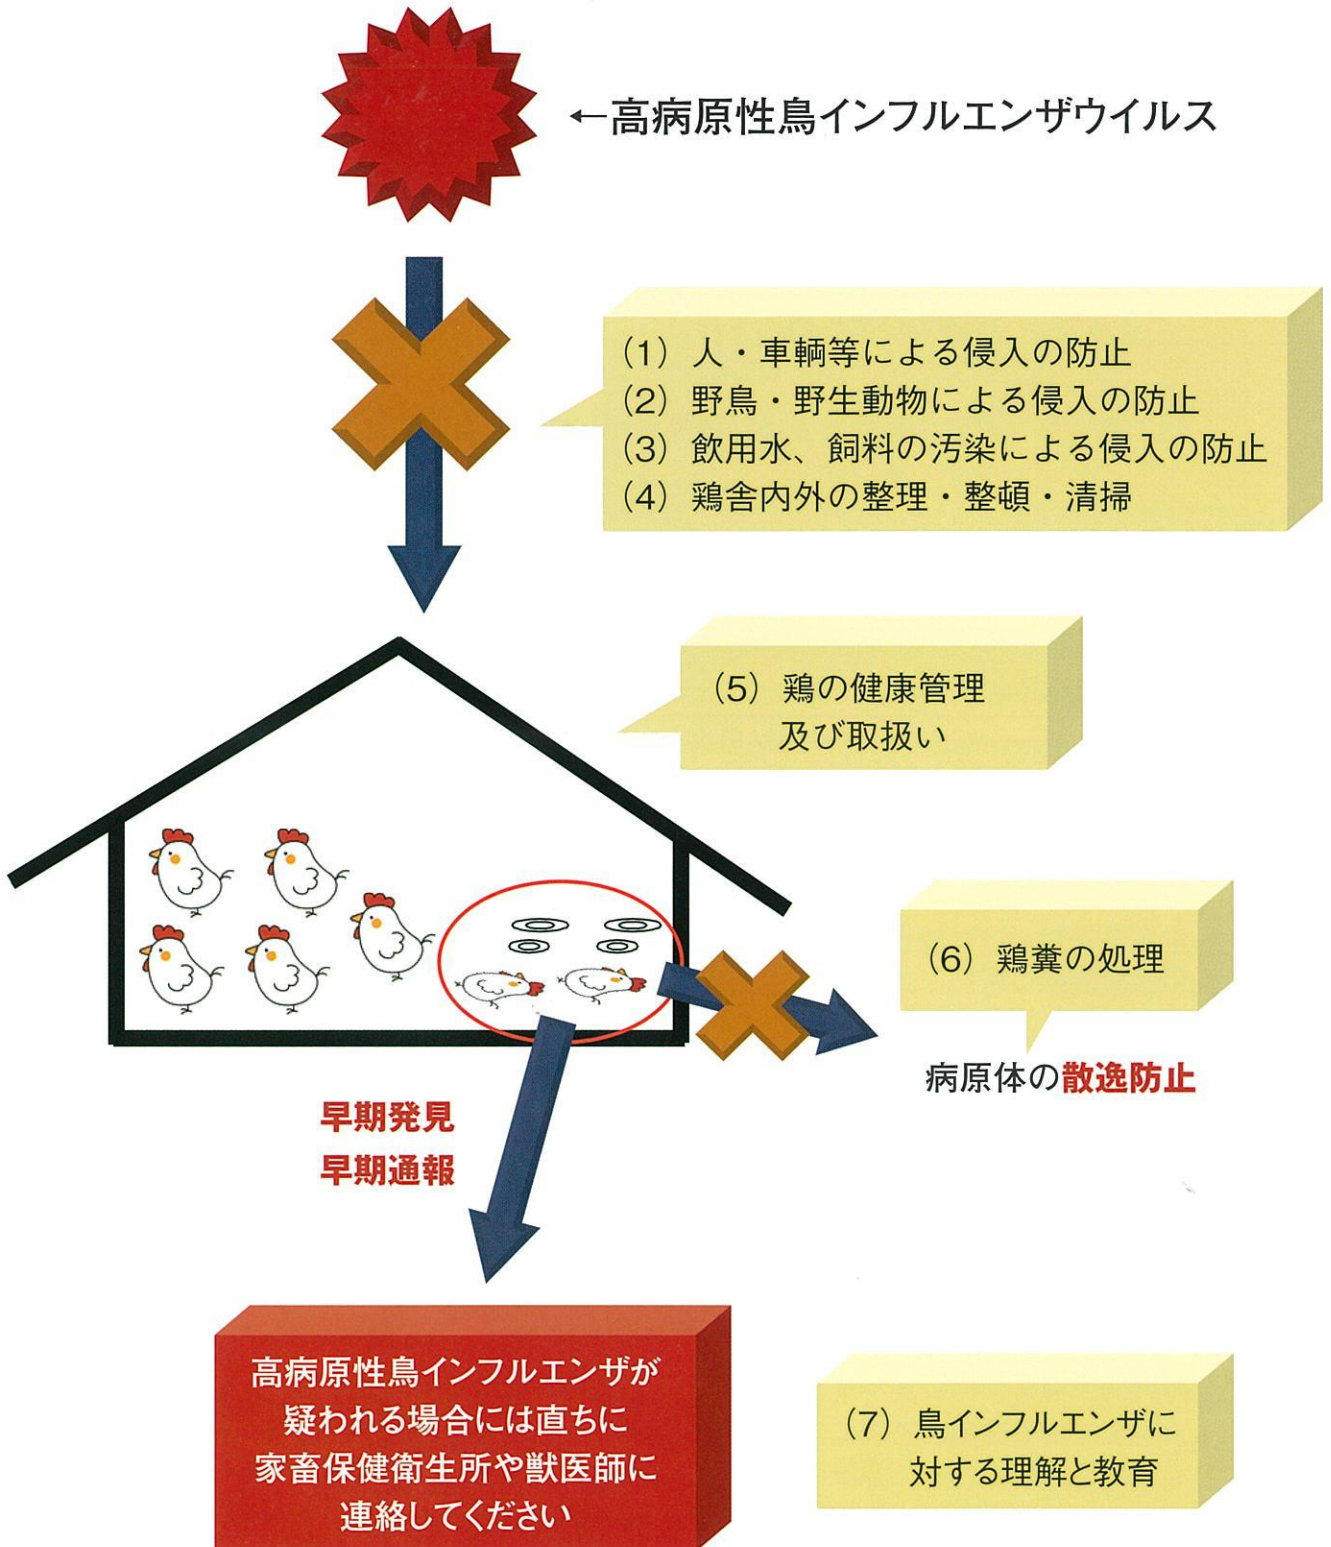 ←高病原性鳥インフルエンザウイルス
(1) 人・車輌等による侵入の防止
(2) 野鳥・野生動物による侵入の防止
(3) 飲用水、飼料の汚染による侵入の防止
(4) 鶏舎内外の整理・整頓・清掃
(5) 鶏の健康管理
及び取扱い
(6) 鶏糞の処理
病原体の散逸防止
早期発見
早期通報
高病原性鳥インフルエンザが
疑われる場合には直ちに
家畜保健衛生所や獣医師に
連絡してください
(7) 鳥インフルエンザに
対する理解と教育